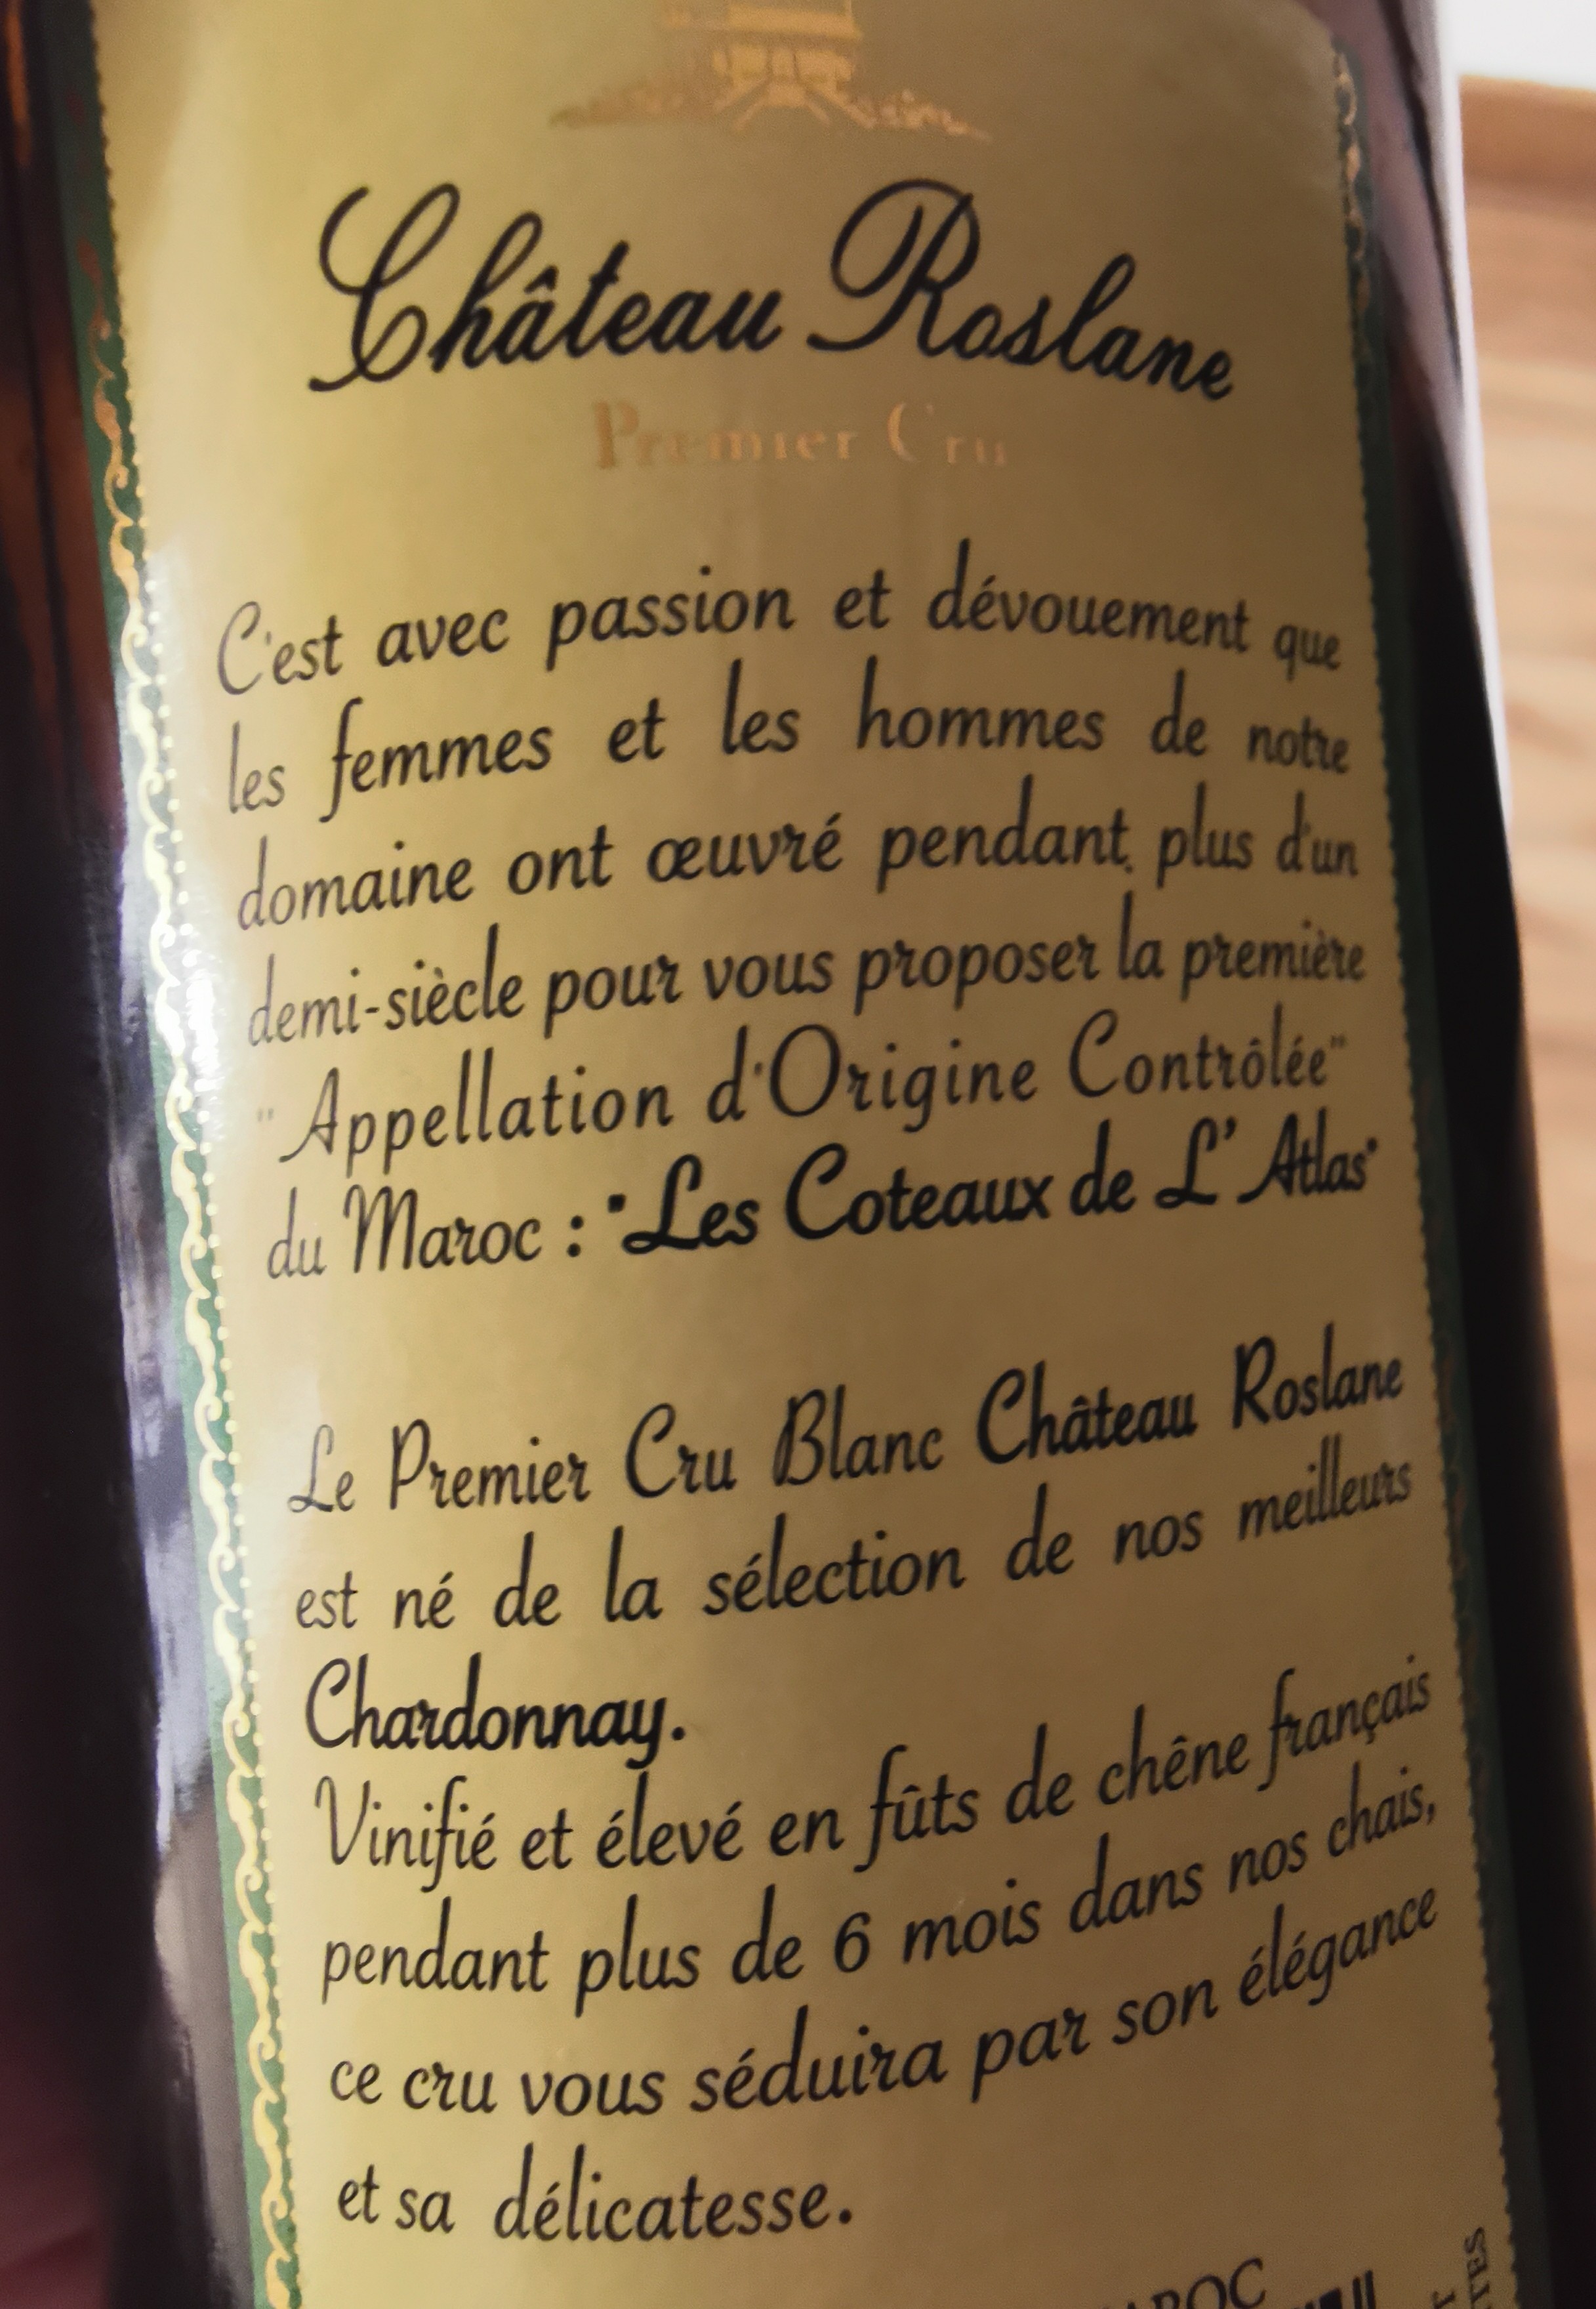 Château Roslane
Premier Cru
C'est avec passion et dévouement que
les femmes et les hommes de notre
domaine ont œuvré pendant plus d'un
demi-siècle pour vous proposer la première
"Appellation d'Origine Contrôlée"
du Maroc : "Les Coteaux de L'Atlas"
Le Premier Cru Blanc Château Roslane
est né de la sélection de nos meilleurs
Chardonnay.
Vinifié et élevé en fûts de chêne français
pendant plus de 6 mois dans nos chais,
ce cru vous séduira par son élégance
et sa délicatesse.